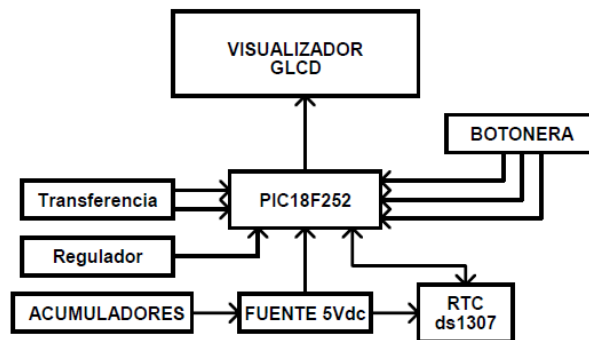 VISUALIZADOR
GLCD
BOTONERA
Transferencia
PIC18F252
Regulador
ACUMULADORES
FUENTE 5Vdc
RTC
ds1307